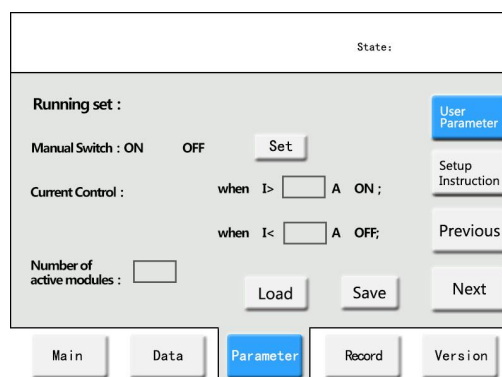 State:
Running set :
User
Parameter
Manual Switch : ON OFF Set
Setup
Instruction
Current Control : when I> A ON ;
when I< A OFF;
Previous
Number of
active modules :
Load Save Next
Main Data Parameter Record Version